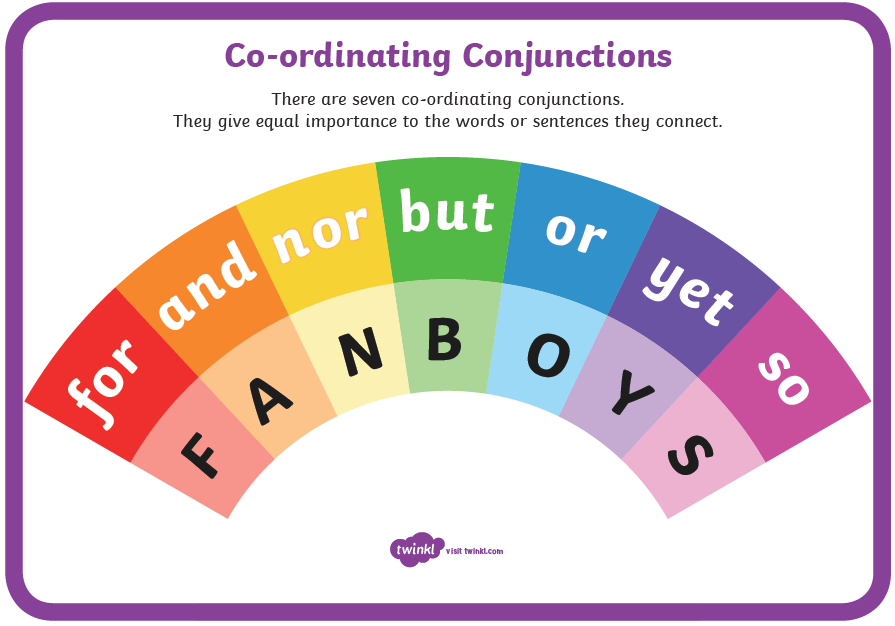 Co-ordinating Conjunctions
There are seven co-ordinating conjunctions.
They give equal importance to the words or sentences they connect.
for and nor but or yet so
F A N B O Y S
twinkl visit twinkl.com